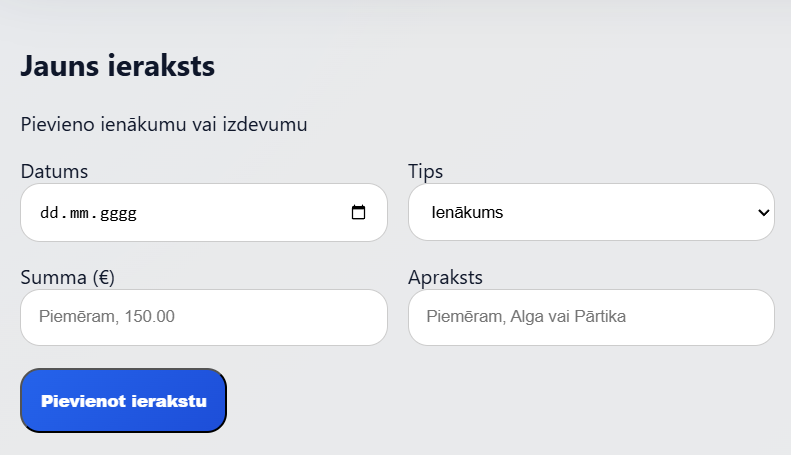 Jauns ieraksts
Pievieno ienākumu vai izdevumu
Datums
Tips
dd.mm.gggg
Ienākums
Summa (€)
Apraksts
Piemēram, 150.00
Piemēram, Alga vai Pārtika
Pievienot ierakstu